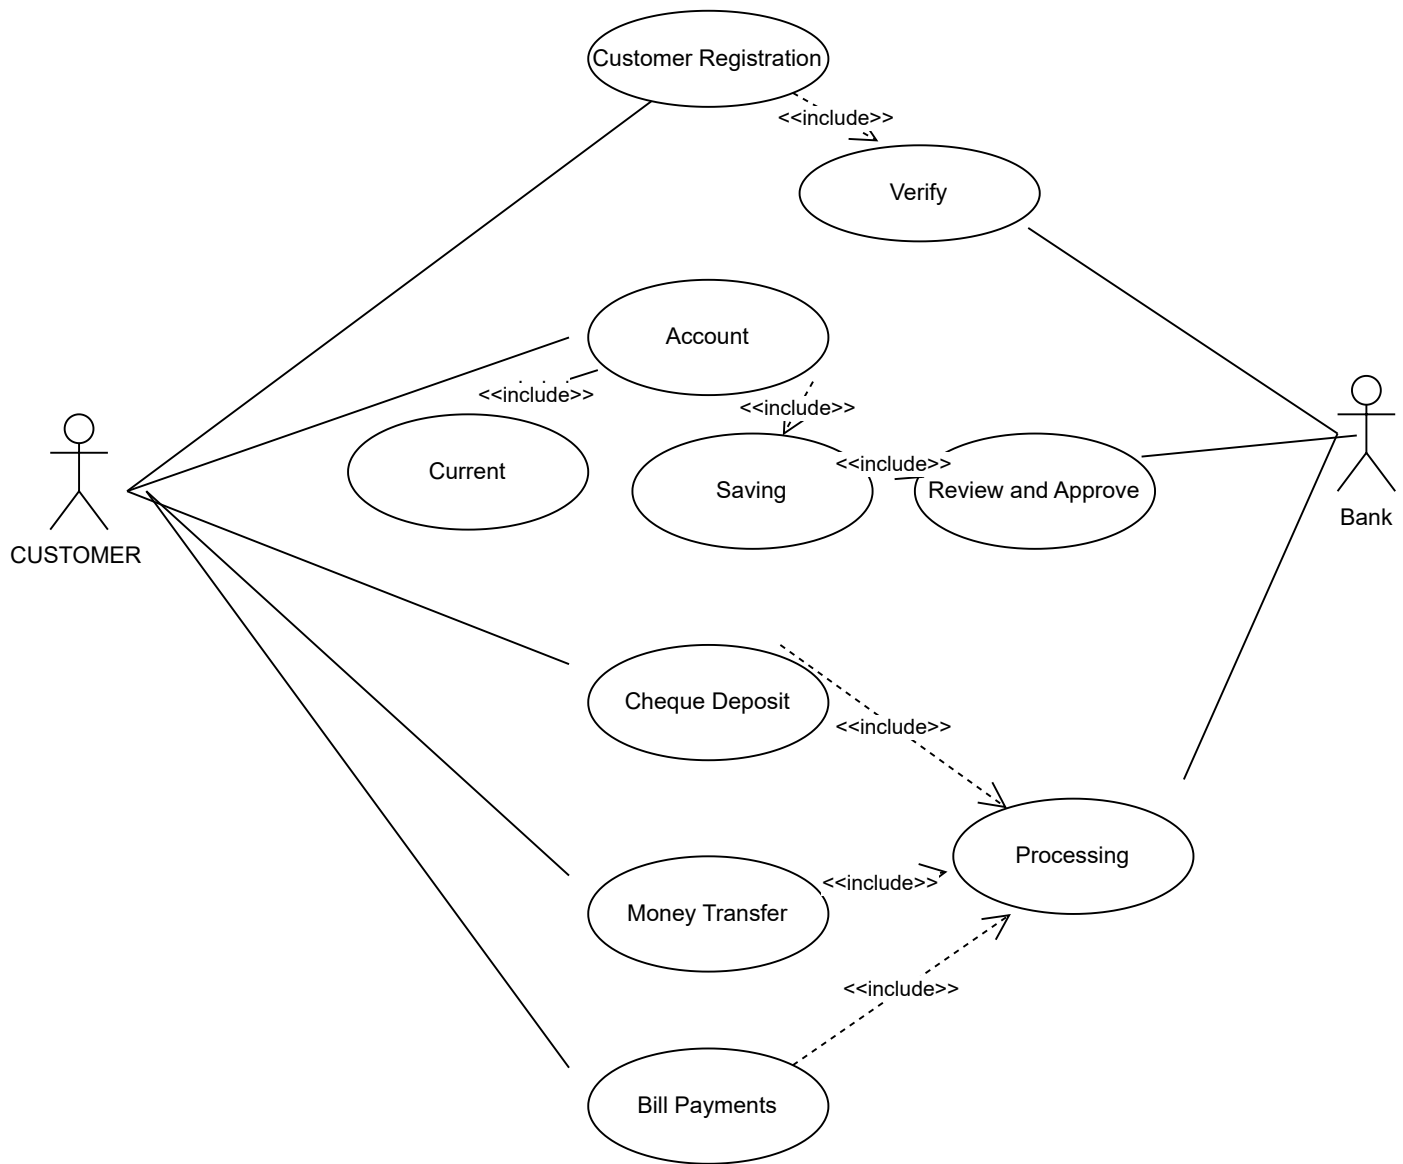 Customer Registration
<<include>>
Verify
Account
<<include>>
<<include>>
Current
Saving
<<include>>
Review and Approve
CUSTOMER
Bank
Cheque Deposit
<<include>>
Processing
Money Transfer
<<include>>
<<include>>
Bill Payments